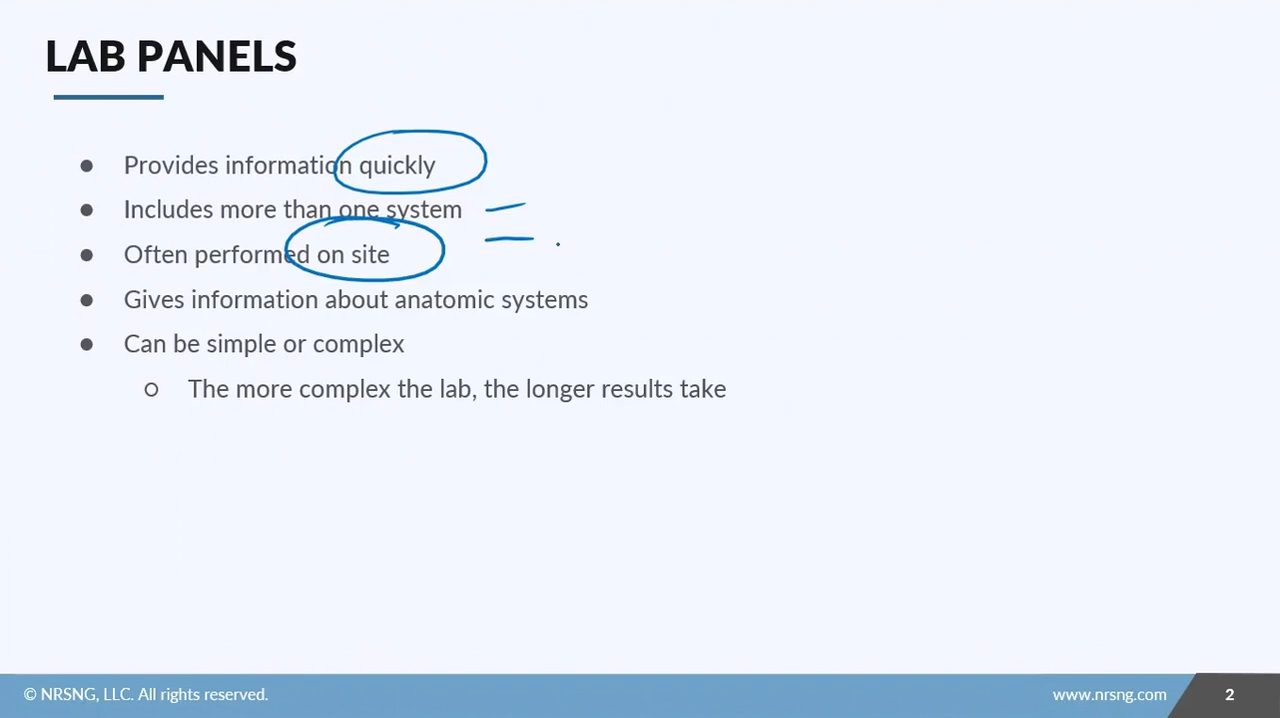 LAB PANELS
● Provides information quickly
● Includes more than one system
● Often performed on site
● Gives information about anatomic systems
● Can be simple or complex
○ The more complex the lab, the longer results take
© NRSNG, LLC. All rights reserved.
www.nrsng.com
2